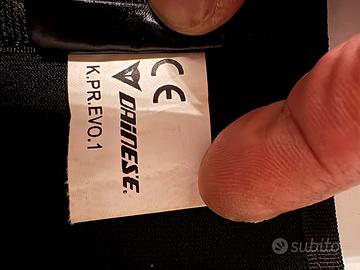 CE
DAINESE
K.PR.EVO.1
subito